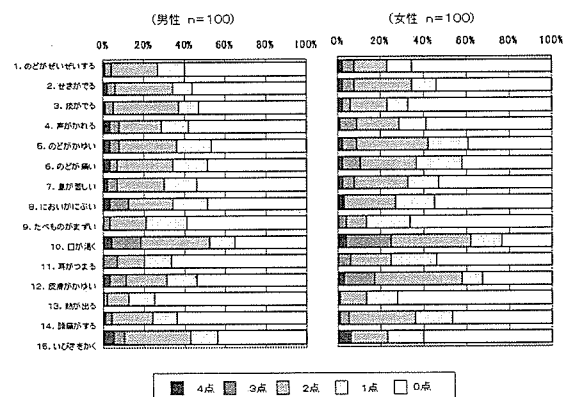 (男性 n=100)
(女性 n=100)
0% 20% 40% 60% 80% 100%
0% 20% 40% 60% 80% 100%
1. のどがぜいぜいする
2. せきがでる
3. 痰がでる
4. 声がかれる
5. のどがかゆい
6. のどが痛い
7. 息が苦しい
8. においがにぶい
9. たべものがまずい
10. 口が渇く
11. 耳がつまる
12. 皮膚がかゆい
13. 熱が出る
14. 頭痛がする
15. いびきをかく
4点 3点 2点 1点 0点